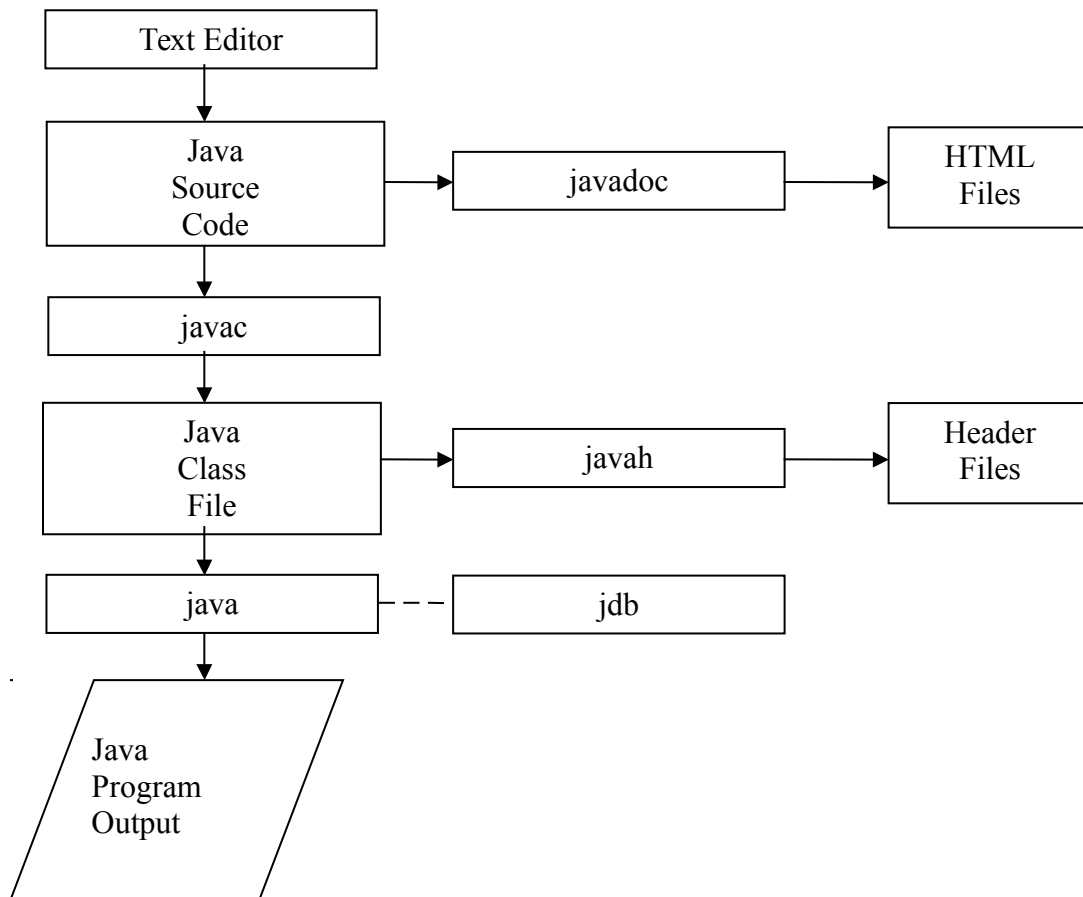 Text Editor
Java
Source
Code
javadoc
HTML
Files
javac
Java
Class
File
javah
Header
Files
java
jdb
Java
Program
Output